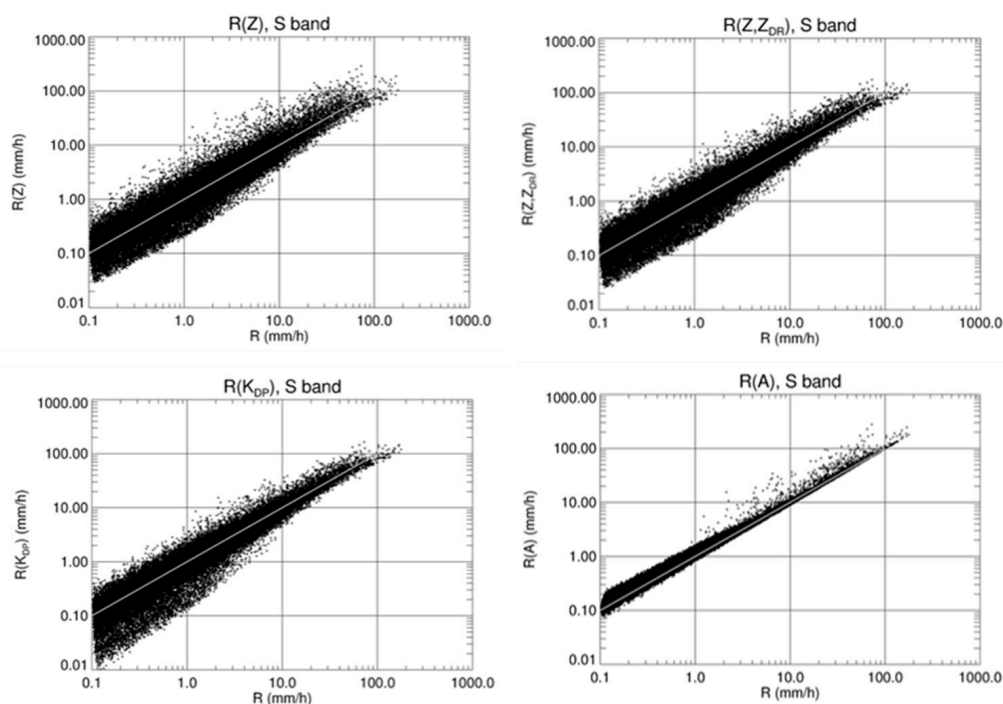 R(Z), S band
1000.00
100.00
10.00
1.00
0.10
0.01
R(Z) (mm/h)
0.1 1.0 10.0 100.0 1000.0
R (mm/h)
R(Z,Z_DR), S band
1000.00
100.00
10.00
1.00
0.10
0.01
R(Z,Z_DR) (mm/h)
0.1 1.0 10.0 100.0 1000.0
R (mm/h)
R(K_DP), S band
1000.00
100.00
10.00
1.00
0.10
0.01
R(K_DP) (mm/h)
0.1 1.0 10.0 100.0 1000.0
R (mm/h)
R(A), S band
1000.00
100.00
10.00
1.00
0.10
0.01
R(A) (mm/h)
0.1 1.0 10.0 100.0 1000.0
R (mm/h)